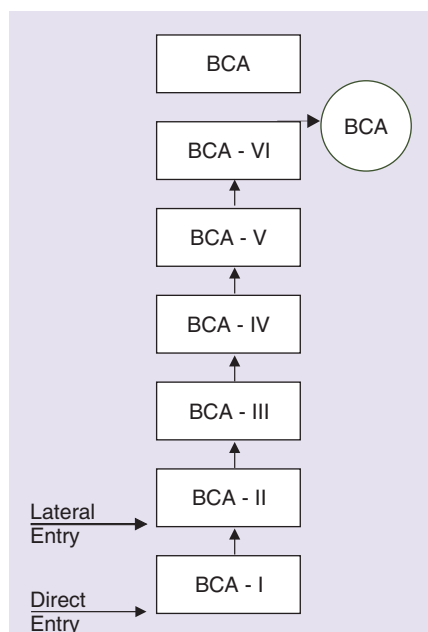 BCA
BCA
BCA - VI
BCA - V
BCA - IV
BCA - III
BCA - II
Lateral
Entry
BCA - I
Direct
Entry